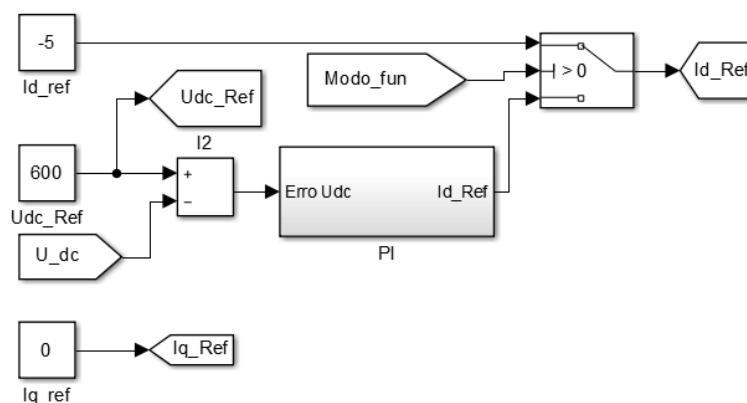 -5
Id_ref
Modo_fun
> 0
Id_Ref
Udc_Ref
I2
600
Udc_Ref
+
−
Erro Udc
Id_Ref
PI
U_dc
0
Iq_ref
Iq_Ref